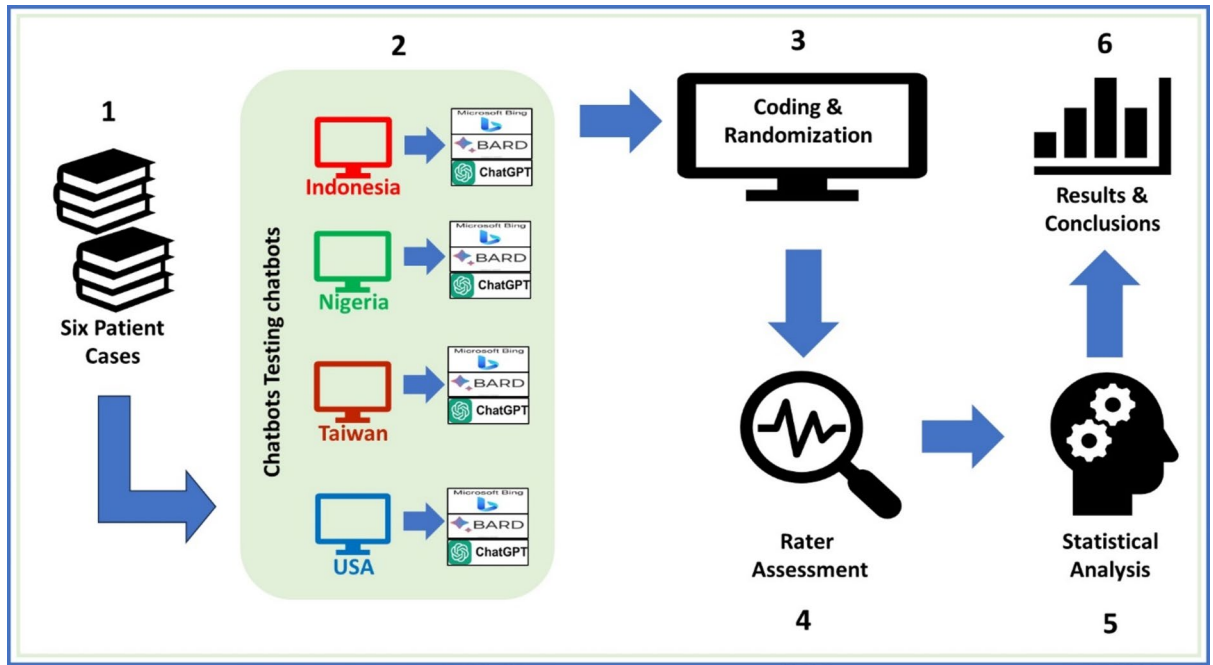 1
Six Patient
Cases
2
Chatbots Testing chatbots
Indonesia
Microsoft Bing
BARD
ChatGPT
Nigeria
Microsoft Bing
BARD
ChatGPT
Taiwan
Microsoft Bing
BARD
ChatGPT
USA
Microsoft Bing
BARD
ChatGPT
3
Coding &
Randomization
Rater
Assessment
4
Statistical
Analysis
5
6
Results &
Conclusions